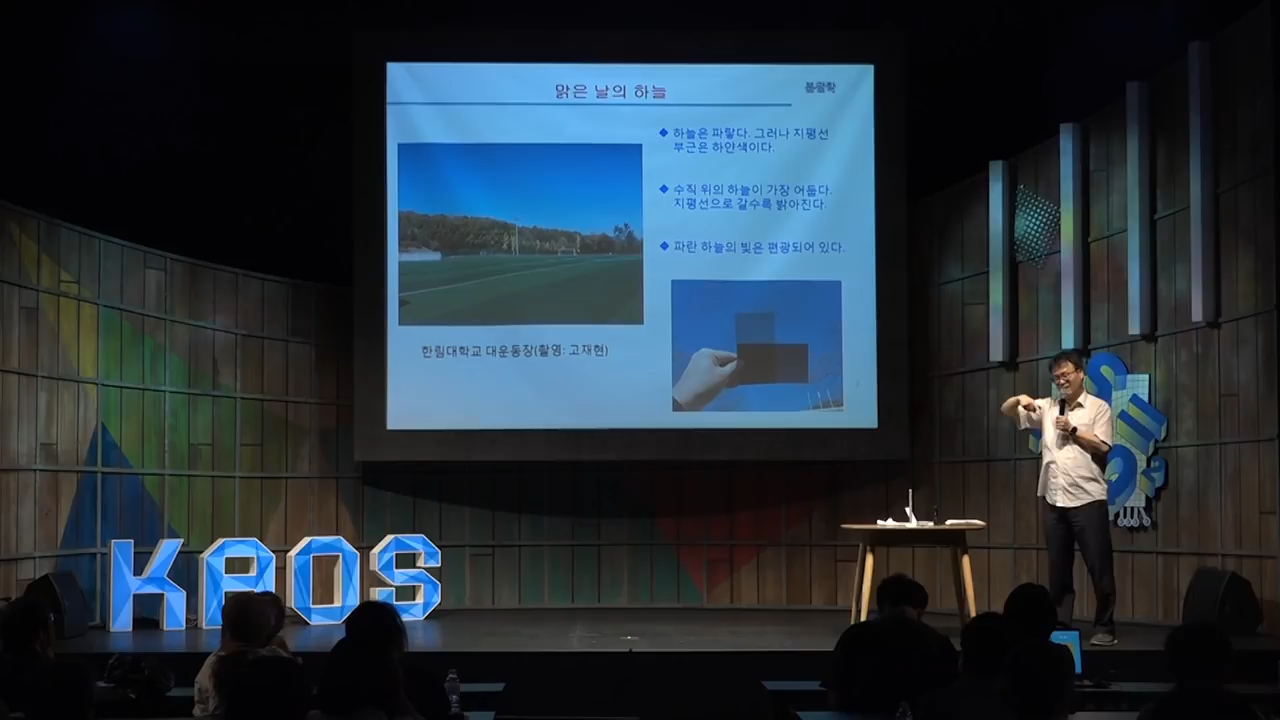 맑은 날의 하늘
◆ 하늘은 파랗다. 그러나 지평선
부근은 하얀색이다.
◆ 수직 위의 하늘이 가장 어둡다.
지평선으로 갈수록 밝아진다.
◆ 파란 하늘의 빛은 편광되어 있다.
한림대학교 대운동장(촬영: 고재현)
KAOS